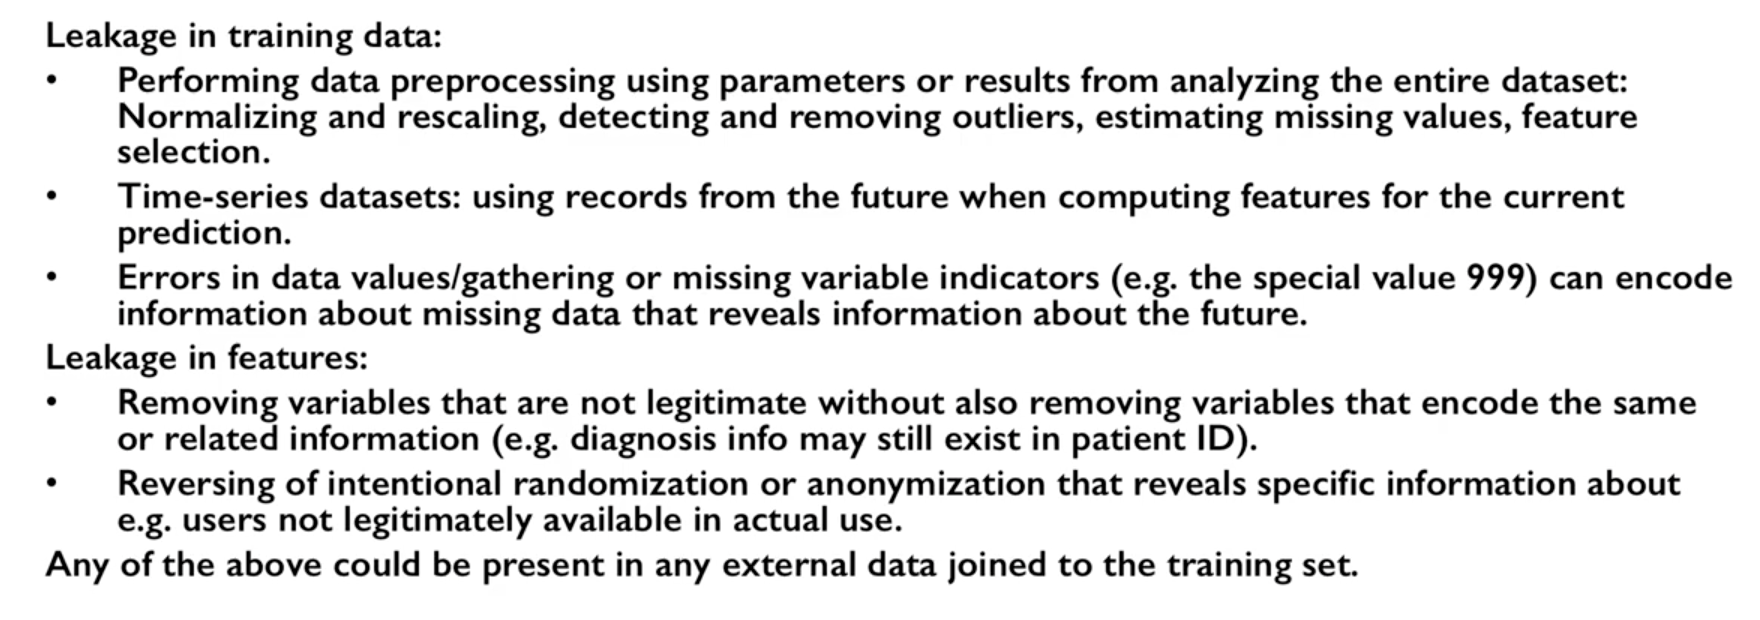 Leakage in training data:
• Performing data preprocessing using parameters or results from analyzing the entire dataset:
Normalizing and rescaling, detecting and removing outliers, estimating missing values, feature
selection.
• Time-series datasets: using records from the future when computing features for the current
prediction.
• Errors in data values/gathering or missing variable indicators (e.g. the special value 999) can encode
information about missing data that reveals information about the future.
Leakage in features:
• Removing variables that are not legitimate without also removing variables that encode the same
or related information (e.g. diagnosis info may still exist in patient ID).
• Reversing of intentional randomization or anonymization that reveals specific information about
e.g. users not legitimately available in actual use.
Any of the above could be present in any external data joined to the training set.